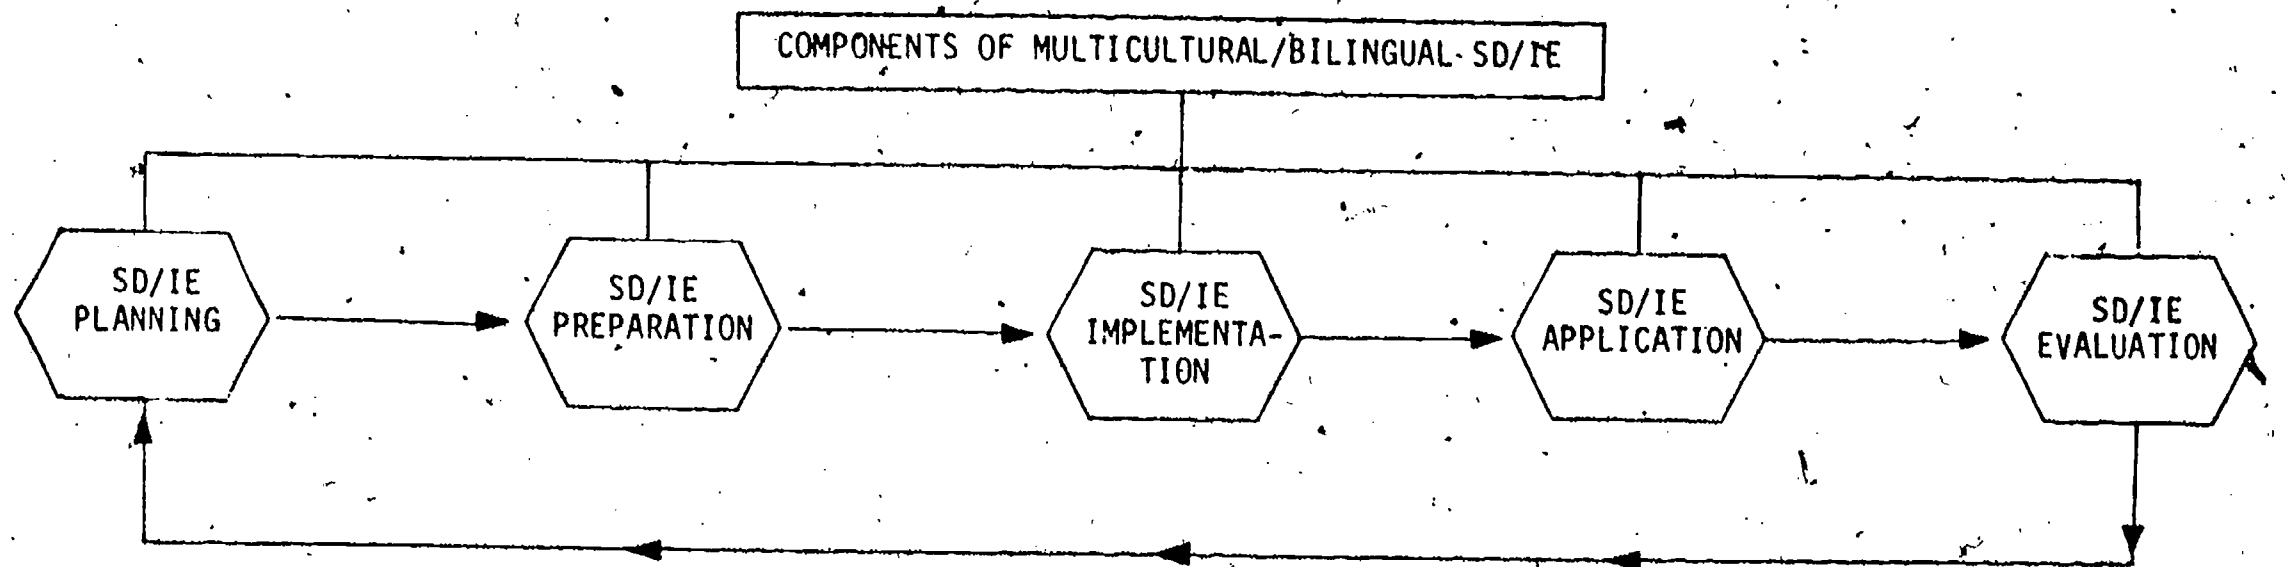 COMPONENTS OF MULTICULTURAL/BILINGUAL SD/IE
SD/IE
PLANNING
SD/IE
PREPARATION
SD/IE
IMPLEMENTA-
TION
SD/IE
APPLICATION
SD/IE
EVALUATION